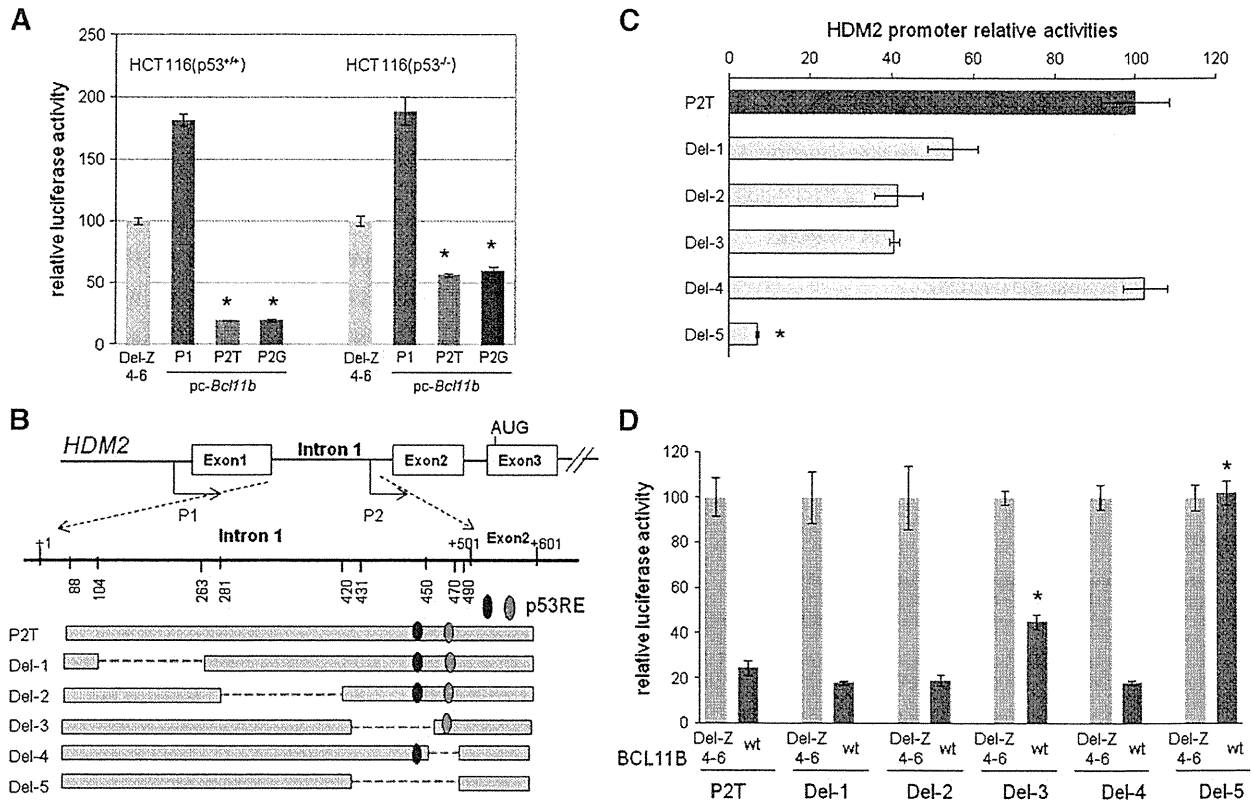 A
relative luciferase activity
250
200
150
100
50
0
HCT116(p53+/+)
HCT116(p53-/-)
* * * *
Del-Z 4-6 P1 P2T P2G Del-Z 4-6 P1 P2T P2G
pc-Bcl11b pc-Bcl11b
B
HDM2
Exon1
Intron 1
Exon2
AUG
Exon3
P1
P2
Intron 1
+1
+501
Exon2
+601
88 104 263 281 420 431 450 470 490
p53RE
P2T
Del-1
Del-2
Del-3
Del-4
Del-5
C
HDM2 promoter relative activities
0 20 40 60 80 100 120
P2T
Del-1
Del-2
Del-3
Del-4
Del-5 *
D
relative luciferase activity
120
100
80
60
40
20
0
* *
BCL11B Del-Z 4-6 wt Del-Z 4-6 wt Del-Z 4-6 wt Del-Z 4-6 wt Del-Z 4-6 wt Del-Z 4-6 wt
P2T Del-1 Del-2 Del-3 Del-4 Del-5